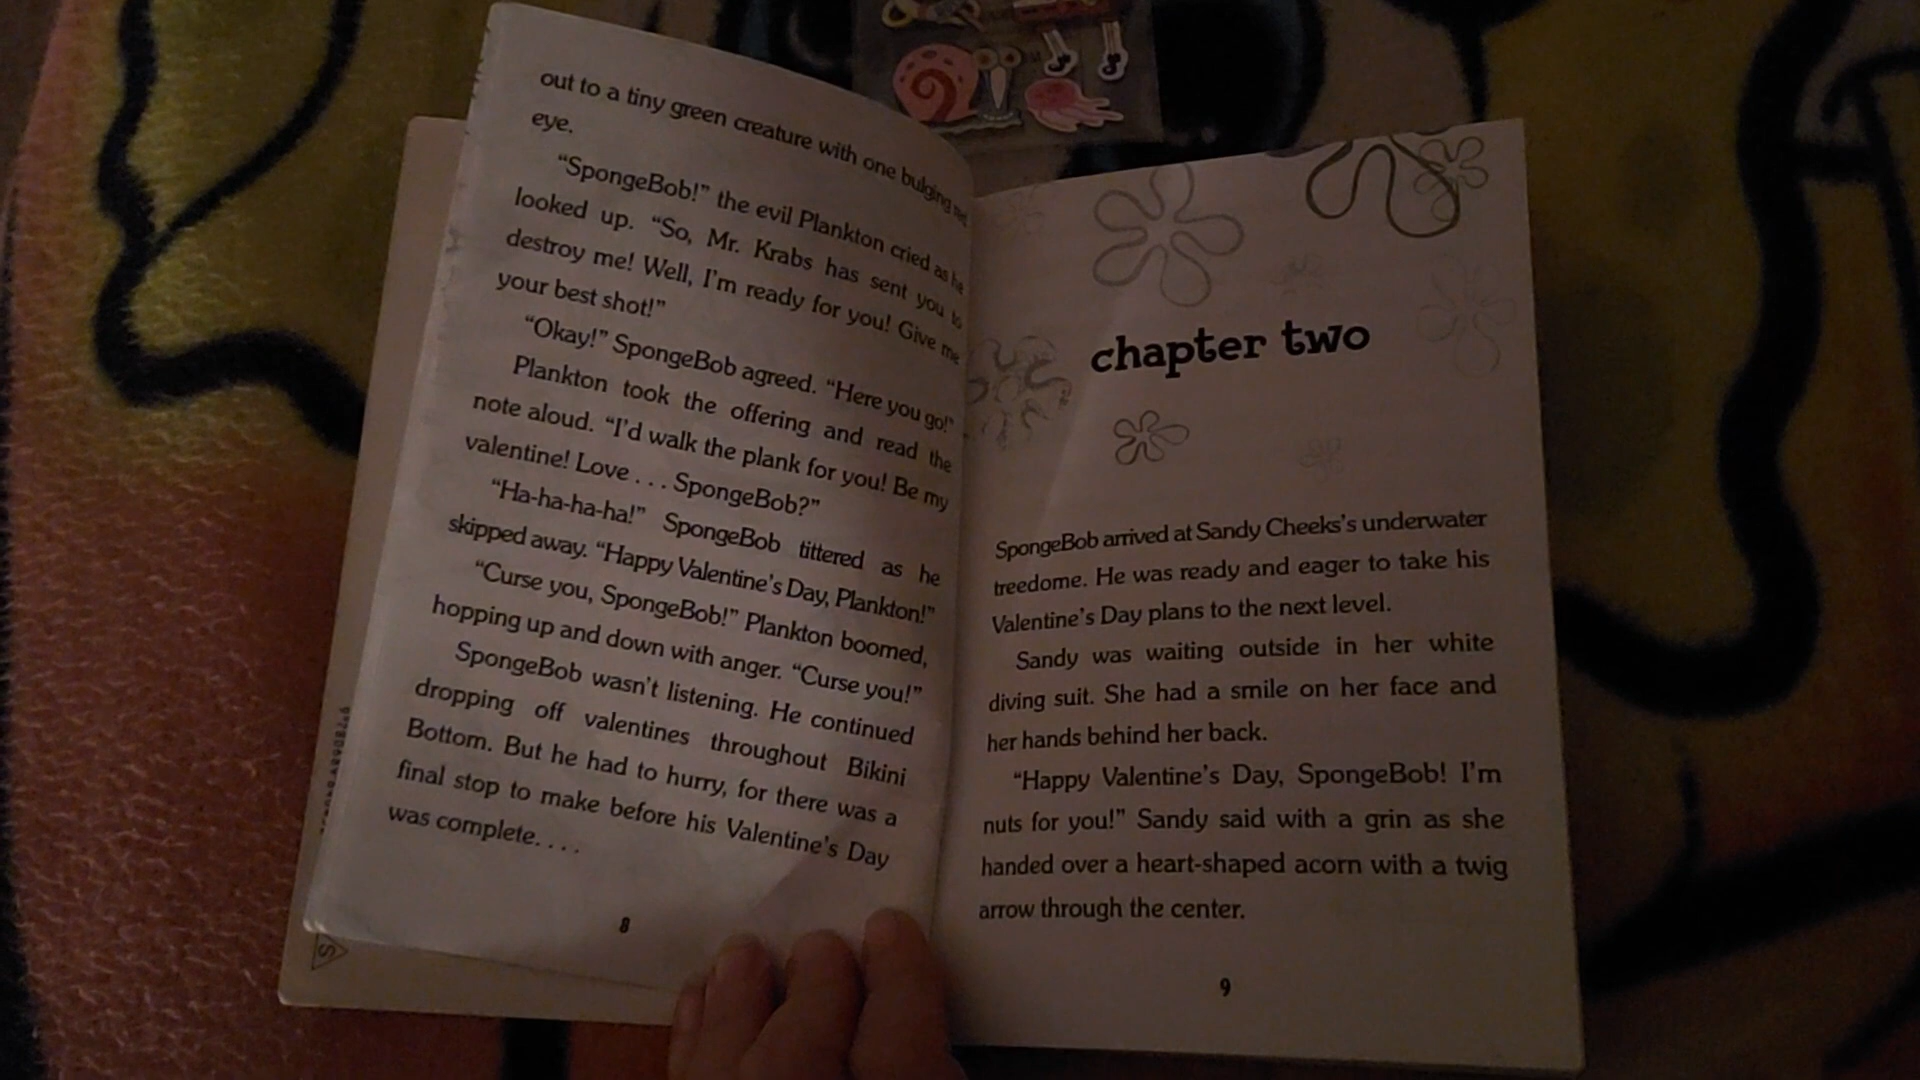 out to a tiny green creature with one bulging red
eye.
“SpongeBob!” the evil Plankton cried as he
looked up. “So, Mr. Krabs has sent you to
destroy me! Well, I’m ready for you! Give me
your best shot!”
“Okay!” SpongeBob agreed. “Here you go!”
Plankton took the offering and read the
note aloud. “I’d walk the plank for you! Be my
valentine! Love . . . SpongeBob?”
“Ha-ha-ha-ha!” SpongeBob tittered as he
skipped away. “Happy Valentine’s Day, Plankton!”
“Curse you, SpongeBob!” Plankton boomed,
hopping up and down with anger. “Curse you!”
SpongeBob wasn’t listening. He continued
dropping off valentines throughout Bikini
Bottom. But he had to hurry, for there was a
final stop to make before his Valentine’s Day
was complete. . . .
8
chapter two
SpongeBob arrived at Sandy Cheeks’s underwater
treedome. He was ready and eager to take his
Valentine’s Day plans to the next level.
Sandy was waiting outside in her white
diving suit. She had a smile on her face and
her hands behind her back.
“Happy Valentine’s Day, SpongeBob! I’m
nuts for you!” Sandy said with a grin as she
handed over a heart-shaped acorn with a twig
arrow through the center.
9
S